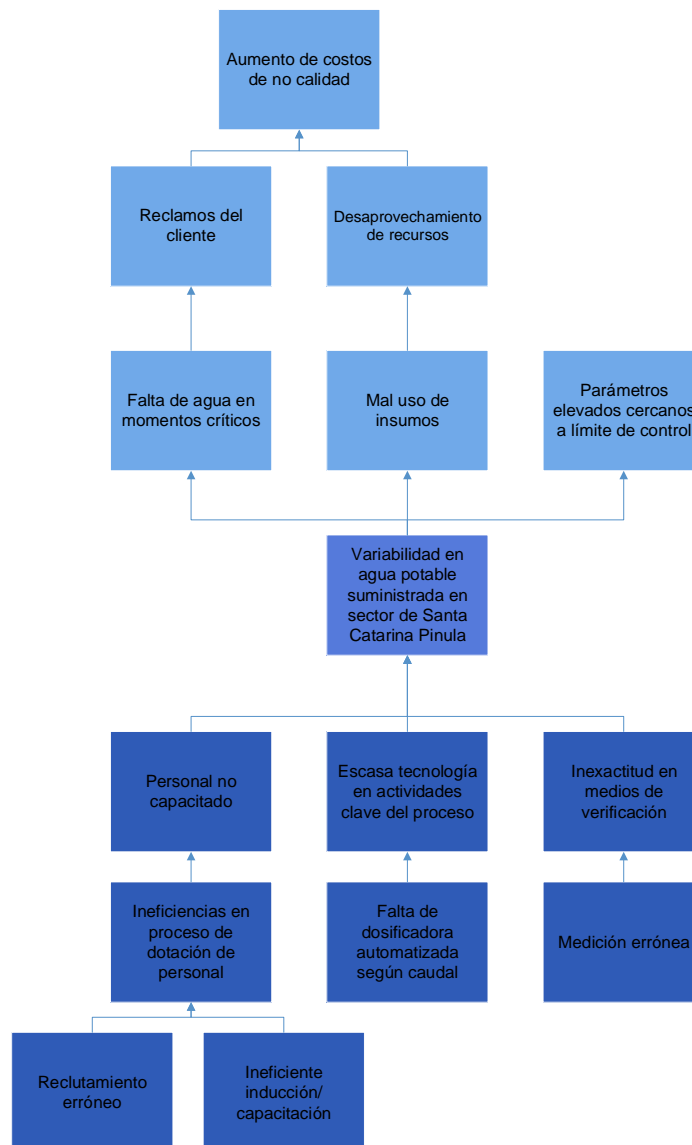 Aumento de costos
de no calidad
Reclamos del
cliente
Desaprovechamiento
de recursos
Falta de agua en
momentos críticos
Mal uso de
insumos
Parámetros
elevados cercanos
a límite de control
Variabilidad en
agua potable
suministrada en
sector de Santa
Catarina Pinula
Personal no
capacitado
Escasa tecnología
en actividades
clave del proceso
Inexactitud en
medios de
verificación
Ineficiencias en
proceso de
dotación de
personal
Falta de
dosificadora
automatizada
según caudal
Medición errónea
Reclutamiento
erróneo
Ineficiente
inducción/
capacitación